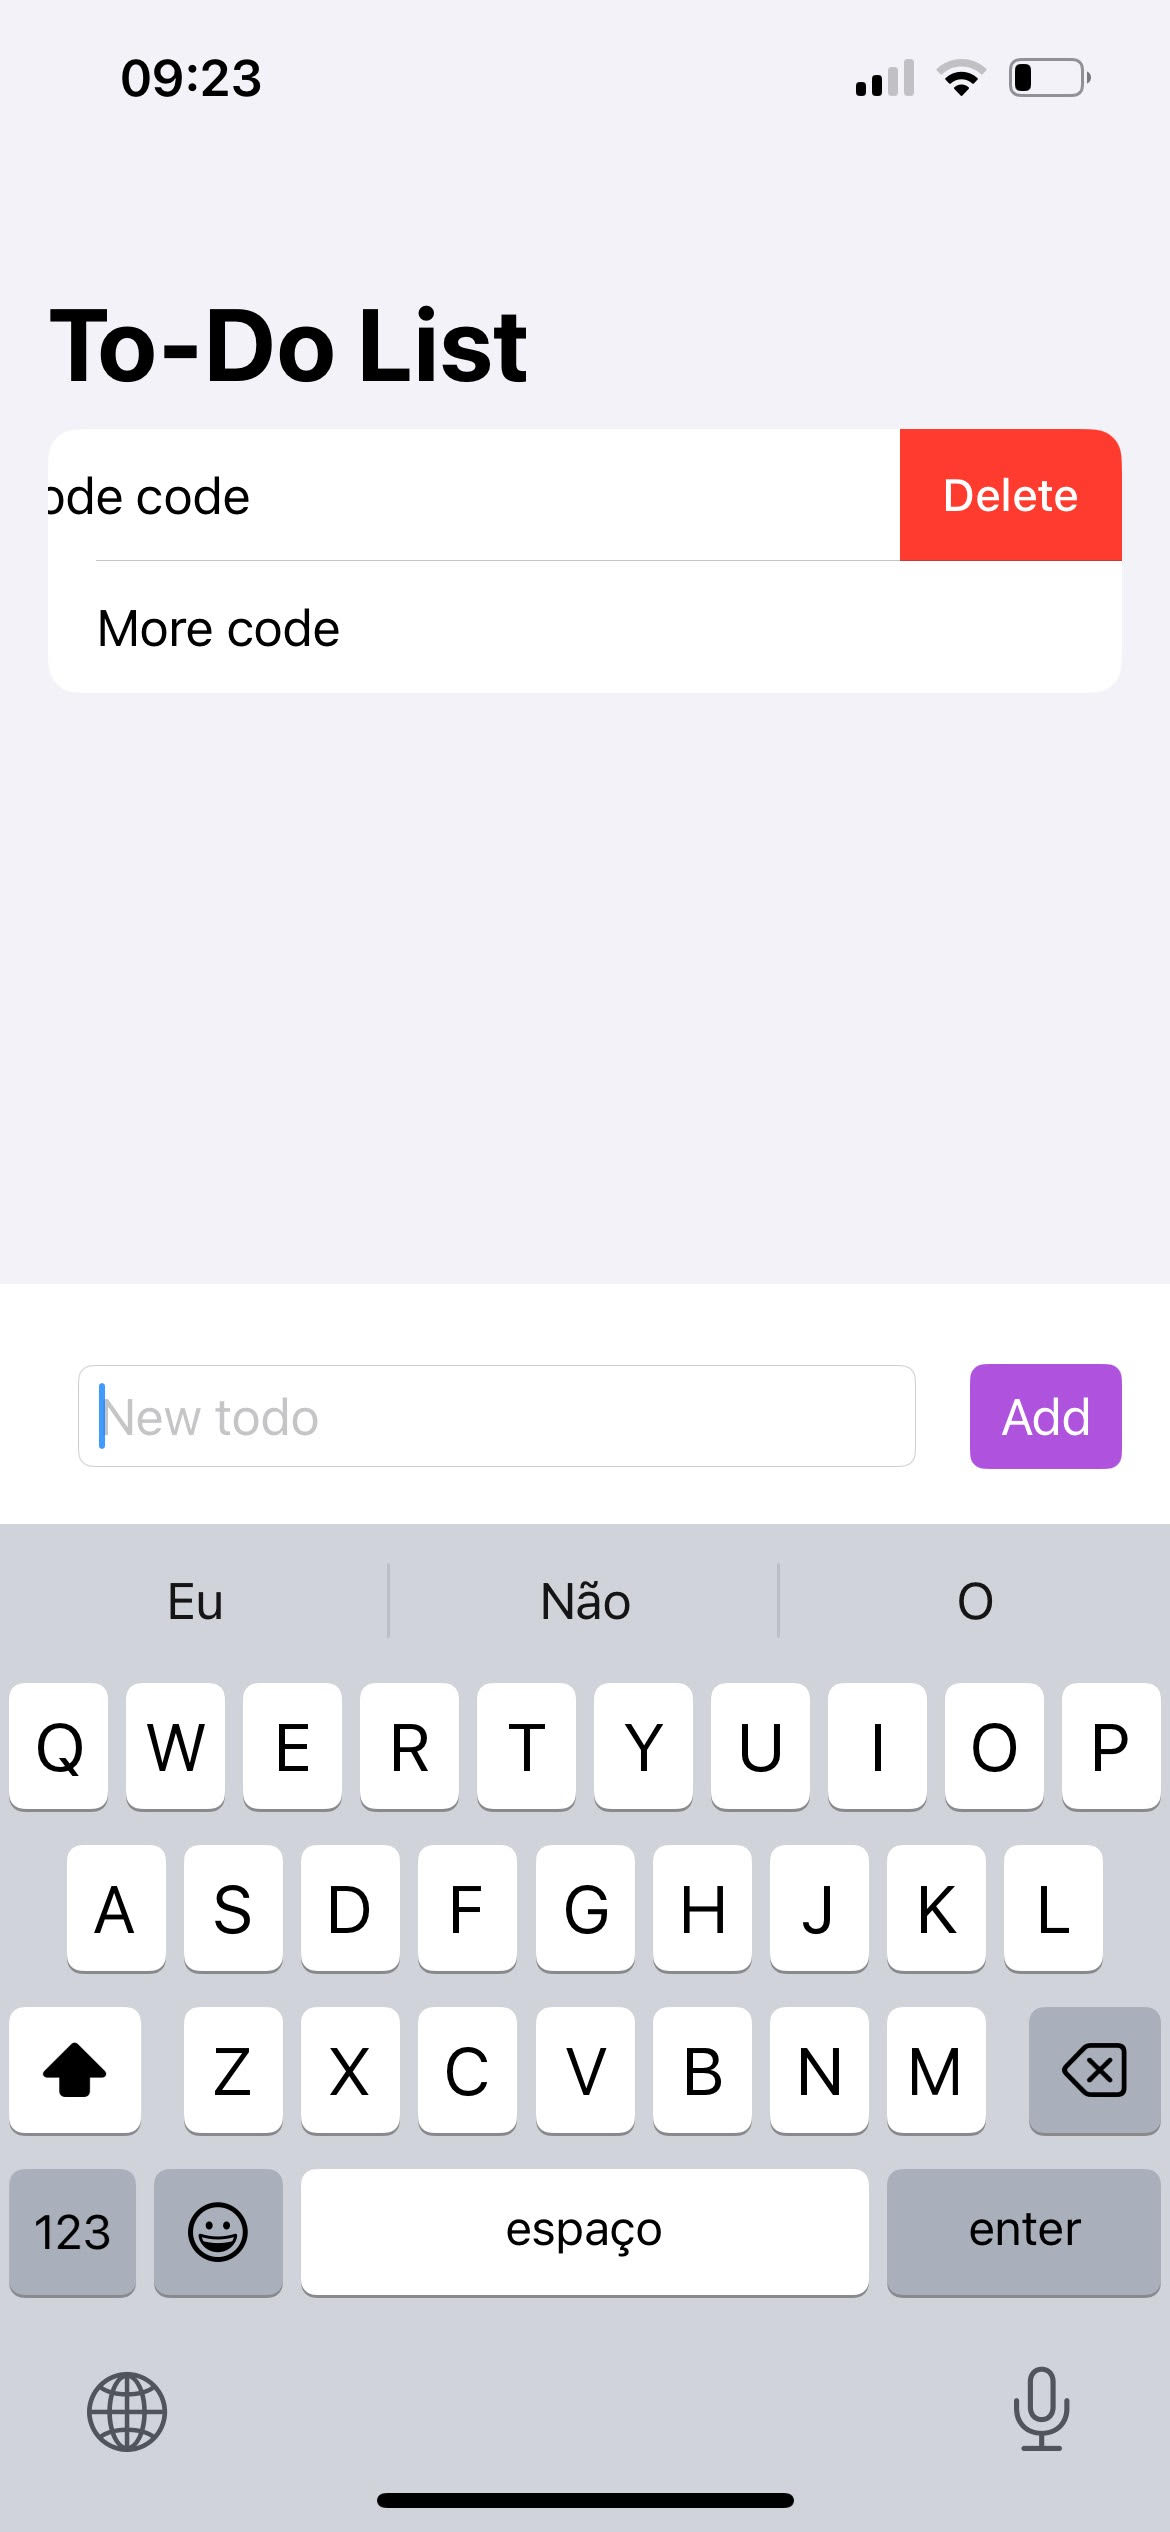 09:23
To-Do List
ode code
Delete
More code
New todo
Add
Eu
Não
O
Q W E R T Y U I O P
A S D F G H J K L
Z X C V B N M
123
espaço
enter